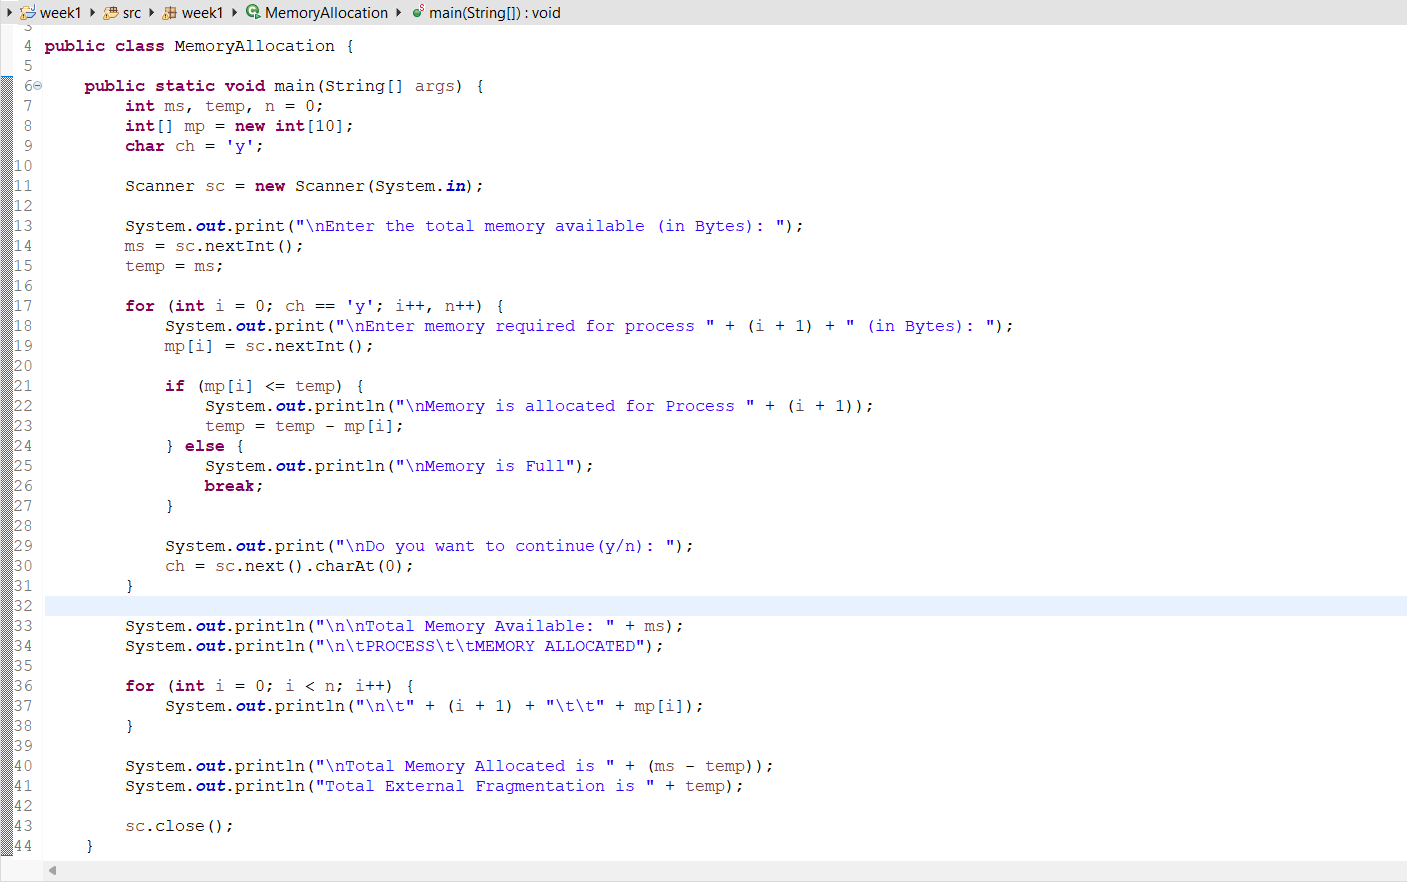 week1 src week1 MemoryAllocation main(String[]) : void
3
4 public class MemoryAllocation {
5
6 public static void main(String[] args) {
7 int ms, temp, n = 0;
8 int[] mp = new int[10];
9 char ch = 'y';
10
11 Scanner sc = new Scanner(System.in);
12
13 System.out.print("\nEnter the total memory available (in Bytes): ");
14 ms = sc.nextInt();
15 temp = ms;
16
17 for (int i = 0; ch == 'y'; i++, n++) {
18 System.out.print("\nEnter memory required for process " + (i + 1) + " (in Bytes): ");
19 mp[i] = sc.nextInt();
20
21 if (mp[i] <= temp) {
22 System.out.println("\nMemory is allocated for Process " + (i + 1));
23 temp = temp - mp[i];
24 } else {
25 System.out.println("\nMemory is Full");
26 break;
27 }
28
29 System.out.print("\nDo you want to continue(y/n): ");
30 ch = sc.next().charAt(0);
31 }
32
33 System.out.println("\n\nTotal Memory Available: " + ms);
34 System.out.println("\n\tPROCESS\t\tMEMORY ALLOCATED");
35
36 for (int i = 0; i < n; i++) {
37 System.out.println("\n\t" + (i + 1) + "\t\t" + mp[i]);
38 }
39
40 System.out.println("\nTotal Memory Allocated is " + (ms - temp));
41 System.out.println("Total External Fragmentation is " + temp);
42
43 sc.close();
44 }